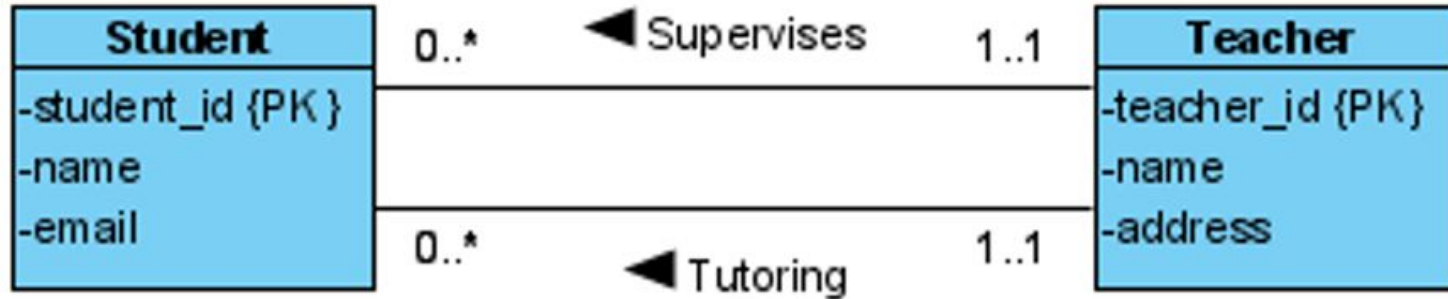 Student
-student_id {PK}
-name
-email
0..*
Supervises
1..1
0..*
Tutoring
1..1
Teacher
-teacher_id {PK}
-name
-address